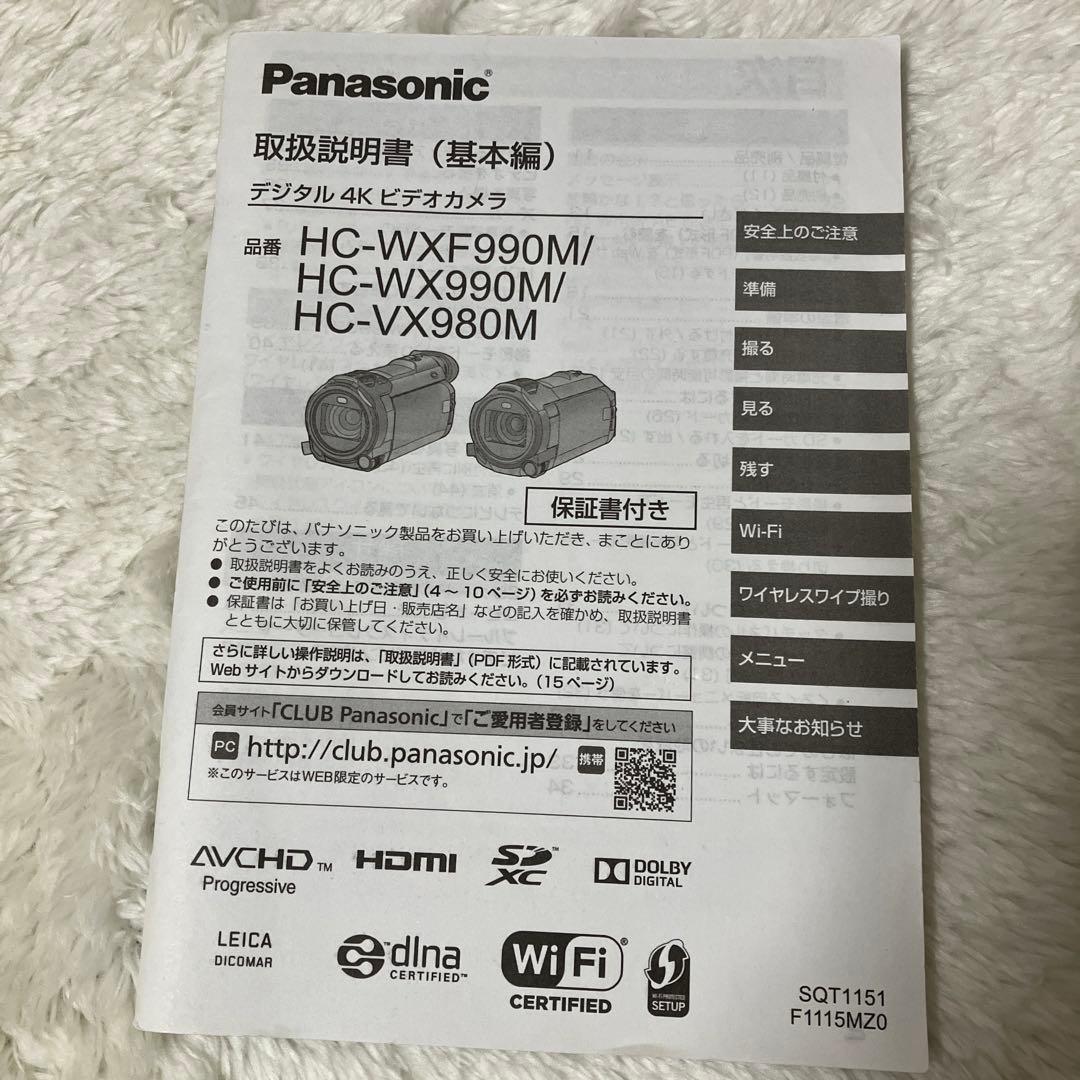 Panasonic®
取扱説明書（基本編）
デジタル 4K ビデオカメラ
品番 HC-WXF990M/
HC-WX990M/
HC-VX980M
安全上のご注意
準備
撮る
見る
残す
Wi-Fi
ワイヤレスワイプ撮り
メニュー
大事なお知らせ
保証書付き
このたびは、パナソニック製品をお買い上げいただき、まことにあり
がとうございます。
● 取扱説明書をよくお読みのうえ、正しく安全にお使いください。
● ご使用前に「安全上のご注意」（4 ～ 10 ページ）を必ずお読みください。
● 保証書は「お買い上げ日・販売店名」などの記入を確かめ、取扱説明書
とともに大切に保管してください。
さらに詳しい操作説明は、「取扱説明書」（PDF 形式）に記載されています。
Web サイトからダウンロードしてお読みください。（15 ページ）
会員サイト「CLUB Panasonic」で「ご愛用者登録」をしてください
PC http://club.panasonic.jp/ 携帯
※このサービスはWEB限定のサービスです。
AVCHD™
Progressive
HDMI
SD XC™
DOLBY
DIGITAL
LEICA
DICOMAR
dlna
CERTIFIED™
Wi Fi®
CERTIFIED
WI-FI PROTECTED
SETUP
SQT1151
F1115MZ0